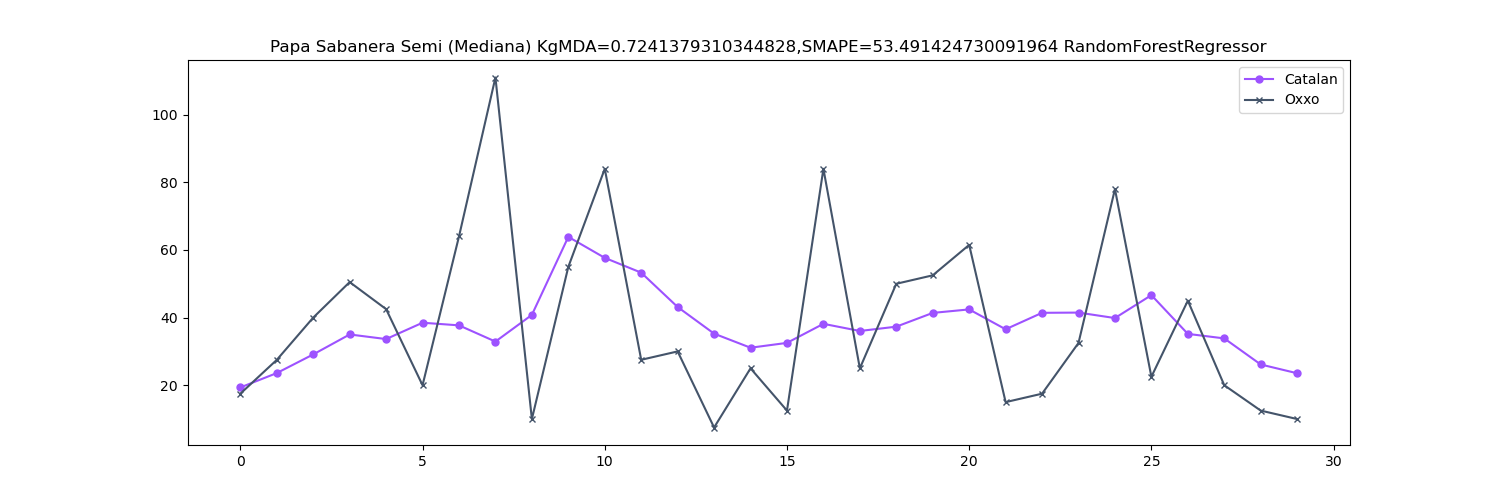 Papa Sabanera Semi (Mediana) KgMDA=0.7241379310344828,SMAPE=53.491424730091964 RandomForestRegressor
Catalan
Oxxo
100
80
60
40
20
0 5 10 15 20 25 30